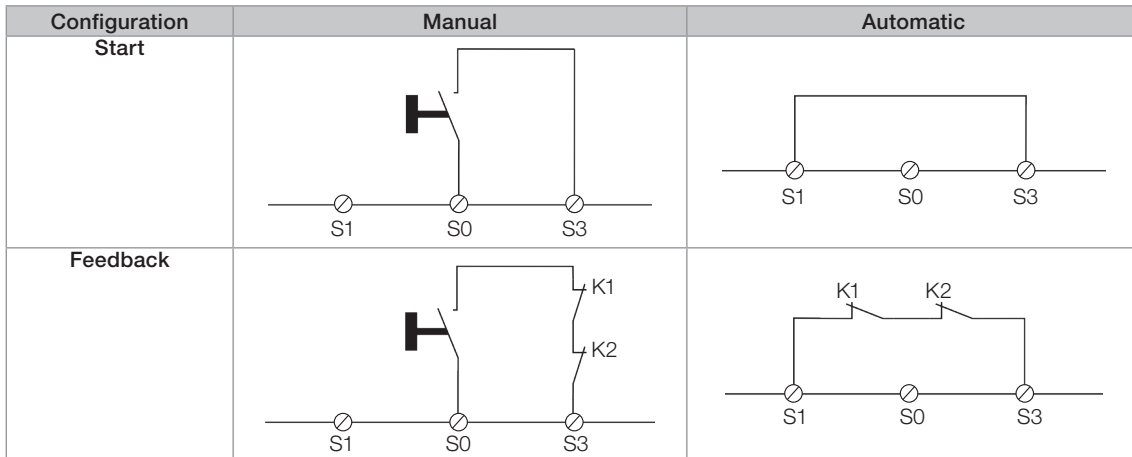 Configuration Manual Automatic
Start
S1 S0 S3
S1 S0 S3
Feedback
K1
K2
S1 S0 S3
K1 K2
S1 S0 S3